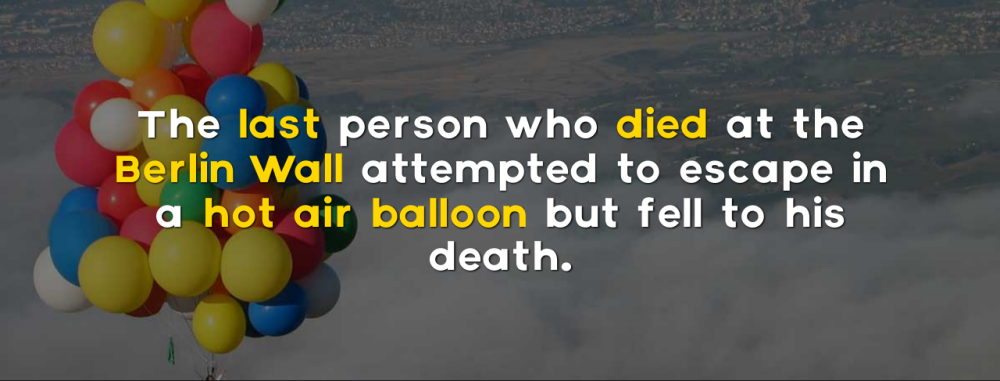 The last person who died at the
Berlin Wall attempted to escape in
a hot air balloon but fell to his
death.